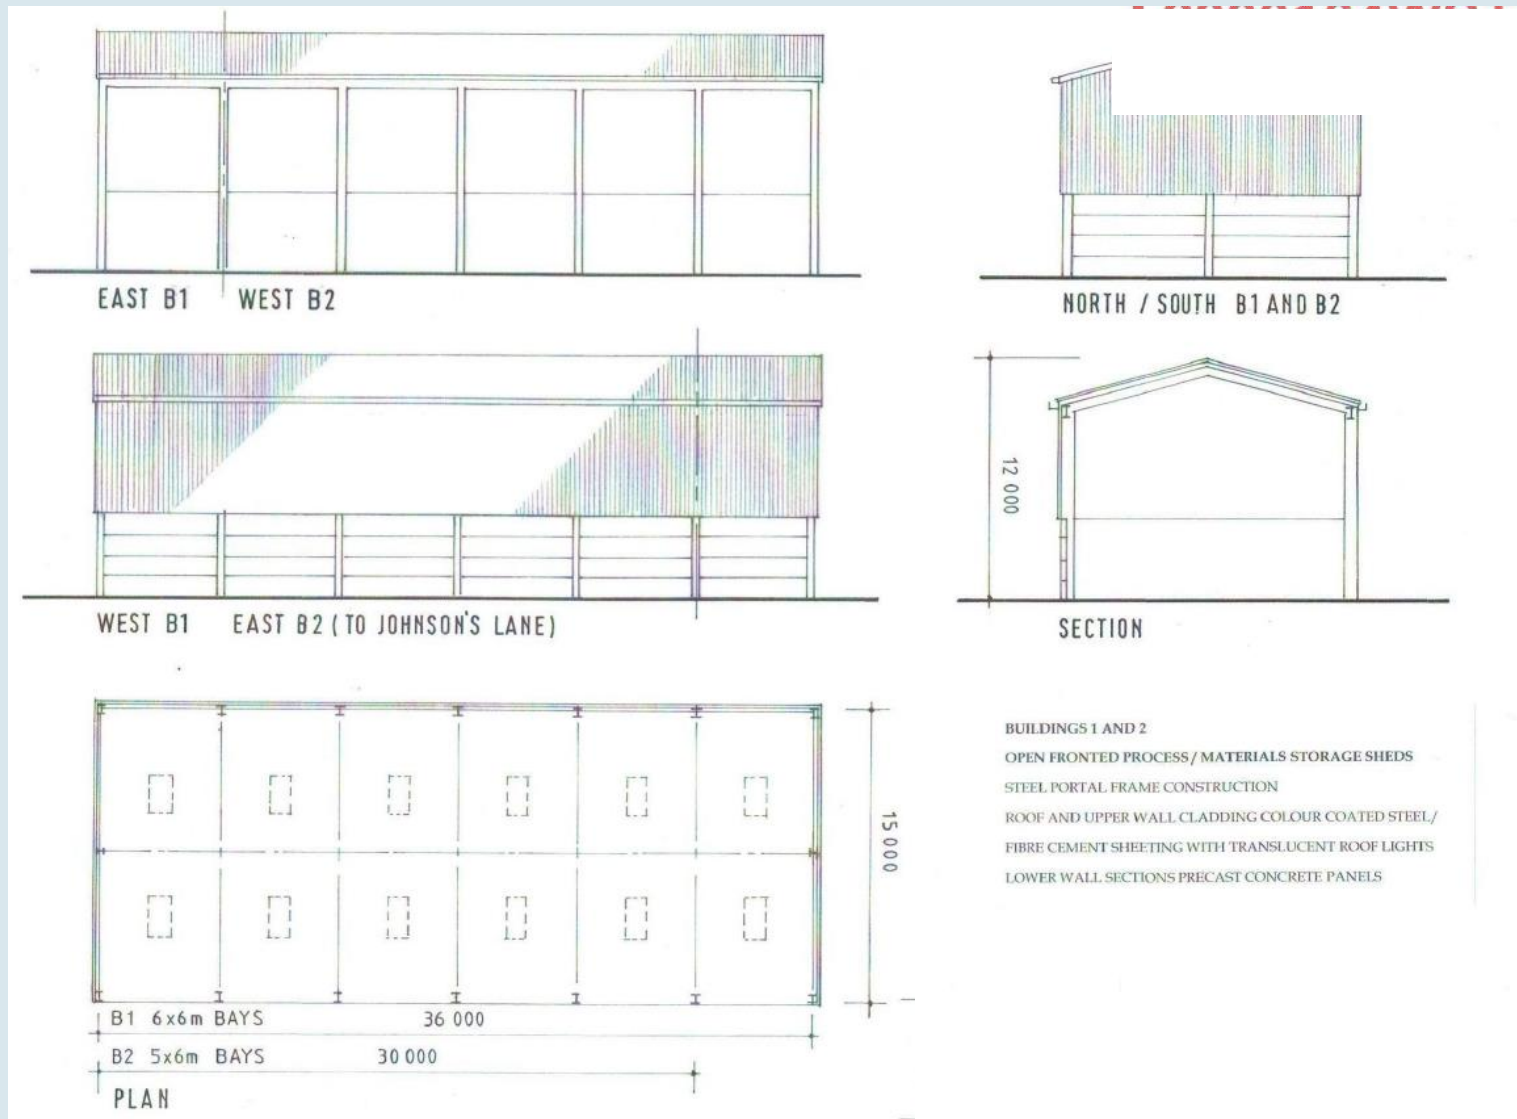 EAST B1 WEST B2
NORTH / SOUTH B1 AND B2
12 000
WEST B1 EAST B2 (TO JOHNSON'S LANE)
SECTION
15 000
BUILDINGS 1 AND 2
OPEN FRONTED PROCESS / MATERIALS STORAGE SHEDS
STEEL PORTAL FRAME CONSTRUCTION
ROOF AND UPPER WALL CLADDING COLOUR COATED STEEL/
FIBRE CEMENT SHEETING WITH TRANSLUCENT ROOF LIGHTS
LOWER WALL SECTIONS PRECAST CONCRETE PANELS
B1 6x6m BAYS 36 000
B2 5x6m BAYS 30 000
PLAN